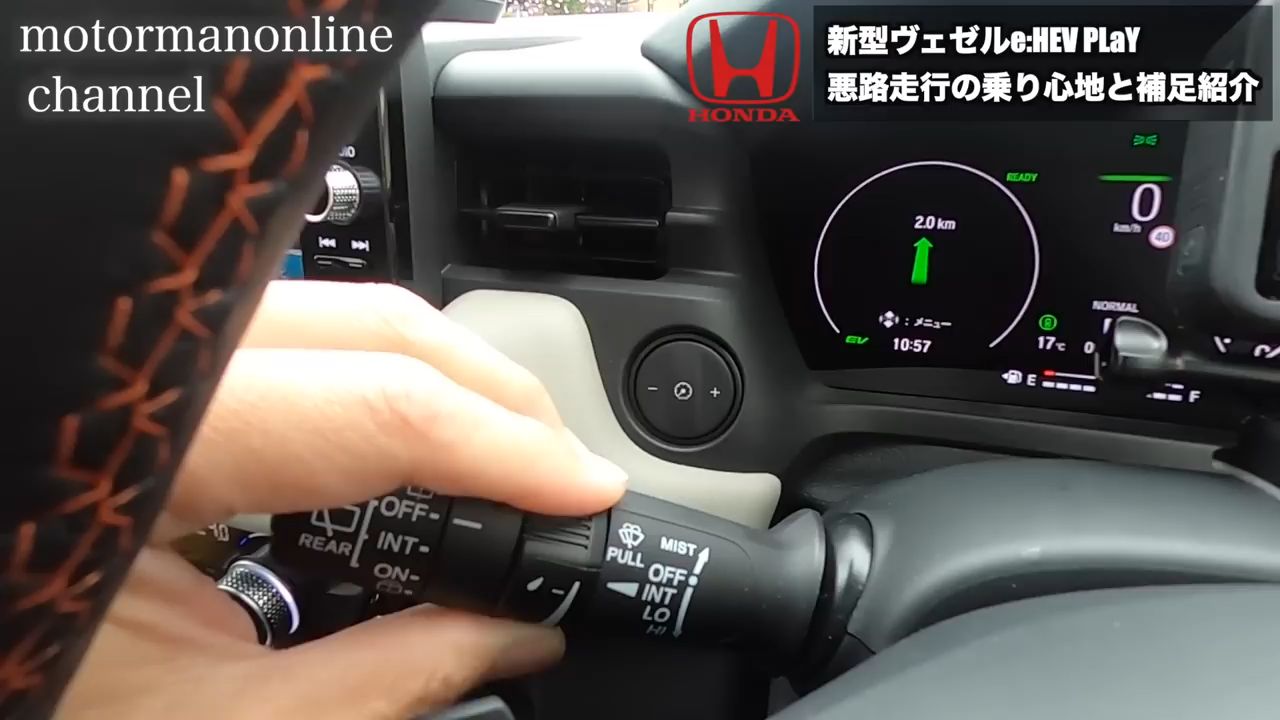 motormanonline
channel
HONDA
新型ヴェゼルe:HEV PLaY
悪路走行の乗り心地と補足紹介
READY
0
km/h
40
2.0 km
:メニュー
EV
10:57
NORMAL
17℃
0
E
F
− +
OFF-
INT-
ON-
REAR
PULL
MIST
OFF
INT
LO
HI